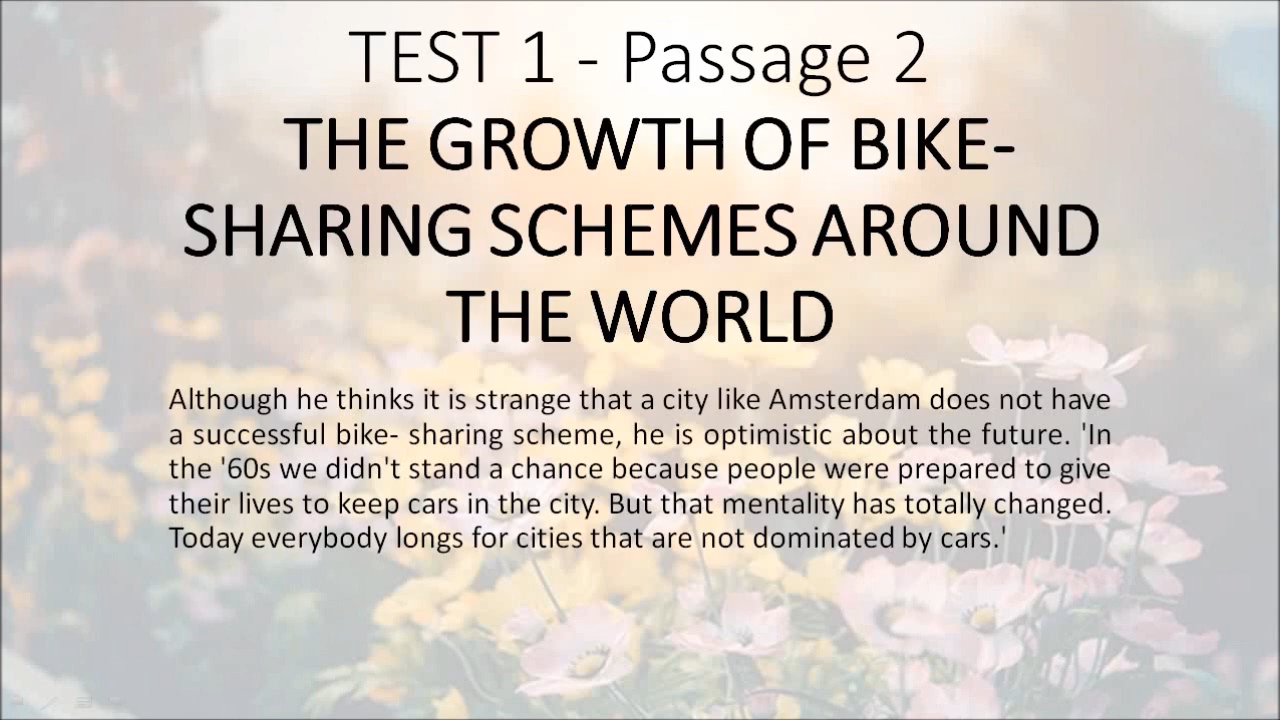 TEST 1 - Passage 2
THE GROWTH OF BIKE-
SHARING SCHEMES AROUND
THE WORLD
Although he thinks it is strange that a city like Amsterdam does not have
a successful bike- sharing scheme, he is optimistic about the future. 'In
the '60s we didn't stand a chance because people were prepared to give
their lives to keep cars in the city. But that mentality has totally changed.
Today everybody longs for cities that are not dominated by cars.'